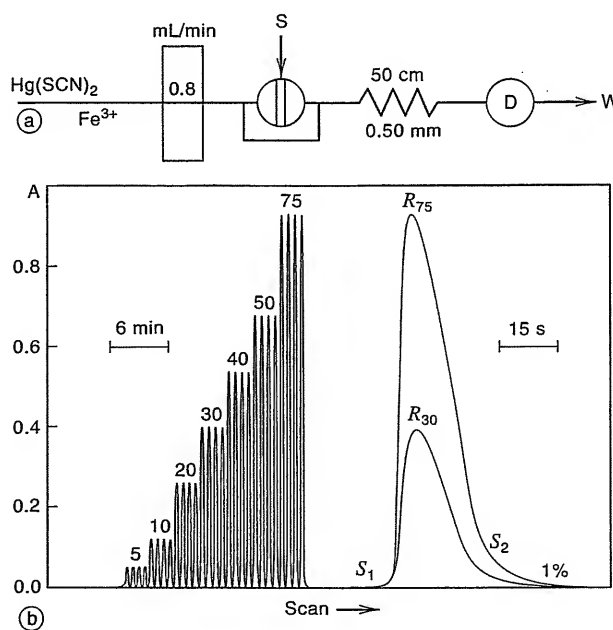 mL/min
S
Hg(SCN)2
0.8
50 cm
D
W
Fe3+
0.50 mm
a
A
75
R75
0.8
50
6 min
15 s
0.6
40
30
R30
0.4
20
0.2
10
5
S1
S2
1%
0.0
Scan
b